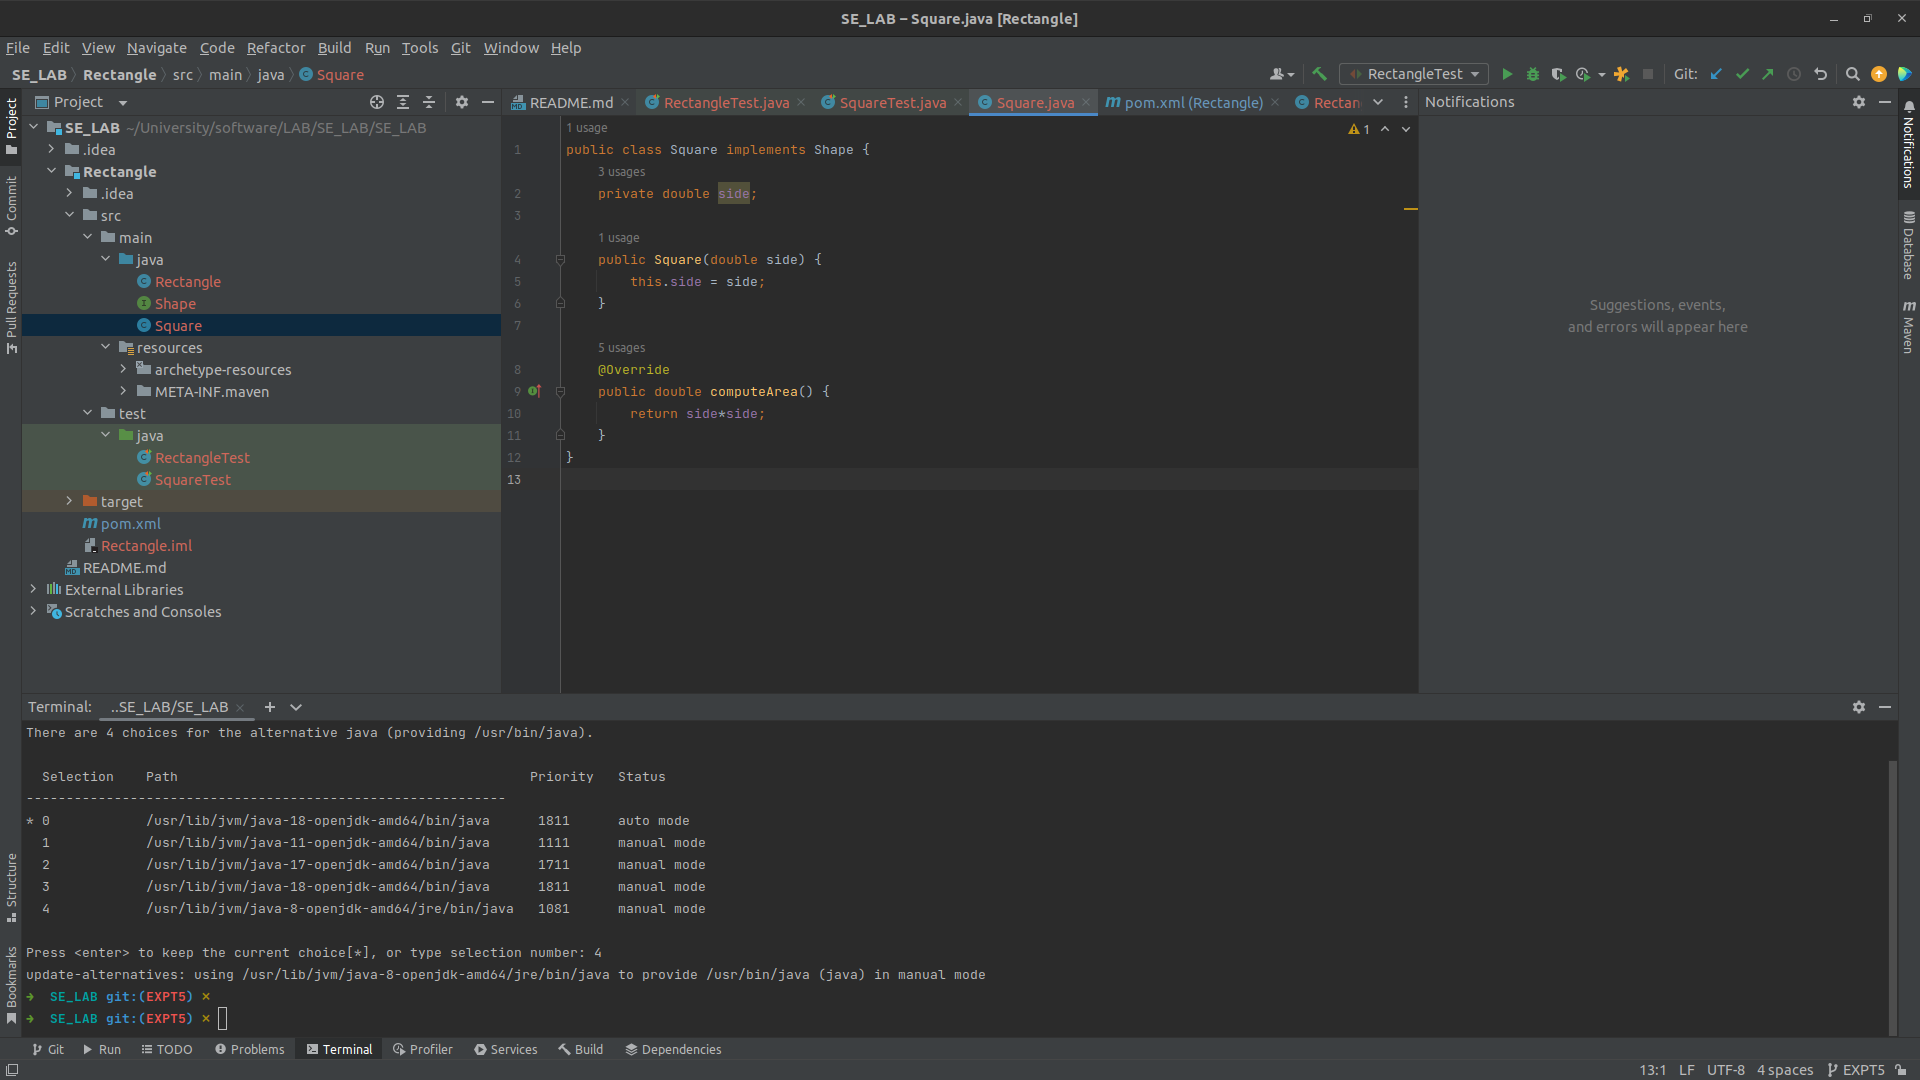 SE_LAB – Square.java [Rectangle]
File Edit View Navigate Code Refactor Build Run Tools Git Window Help
SE_LAB Rectangle src main java Square
RectangleTest
Git:
Project
README.md
RectangleTest.java
SquareTest.java
Square.java
pom.xml (Rectangle)
Rectan
Notifications
SE_LAB ~/University/software/LAB/SE_LAB/SE_LAB
.idea
Rectangle
.idea
src
main
java
Rectangle
Shape
Square
resources
archetype-resources
META-INF.maven
test
java
RectangleTest
SquareTest
target
pom.xml
Rectangle.iml
README.md
External Libraries
Scratches and Consoles
1 usage
1
1 public class Square implements Shape {
3 usages
2 private double side;
3
1 usage
4 public Square(double side) {
5 this.side = side;
6 }
7
5 usages
8 @Override
9 public double computeArea() {
10 return side*side;
11 }
12 }
13
Suggestions, events,
and errors will appear here
Project
Commit
Pull Requests
Structure
Bookmarks
Notifications
Database
Maven
Terminal: ..SE_LAB/SE_LAB
There are 4 choices for the alternative java (providing /usr/bin/java).
Selection Path Priority Status
------------------------------------------------------------
* 0 /usr/lib/jvm/java-18-openjdk-amd64/bin/java 1811 auto mode
1 /usr/lib/jvm/java-11-openjdk-amd64/bin/java 1111 manual mode
2 /usr/lib/jvm/java-17-openjdk-amd64/bin/java 1711 manual mode
3 /usr/lib/jvm/java-18-openjdk-amd64/bin/java 1811 manual mode
4 /usr/lib/jvm/java-8-openjdk-amd64/jre/bin/java 1081 manual mode
Press <enter> to keep the current choice[*], or type selection number: 4
update-alternatives: using /usr/lib/jvm/java-8-openjdk-amd64/jre/bin/java to provide /usr/bin/java (java) in manual mode
➜ SE_LAB git:(EXPT5) ✗
➜ SE_LAB git:(EXPT5) ✗
Git Run TODO Problems Terminal Profiler Services Build Dependencies
13:1 LF UTF-8 4 spaces EXPT5